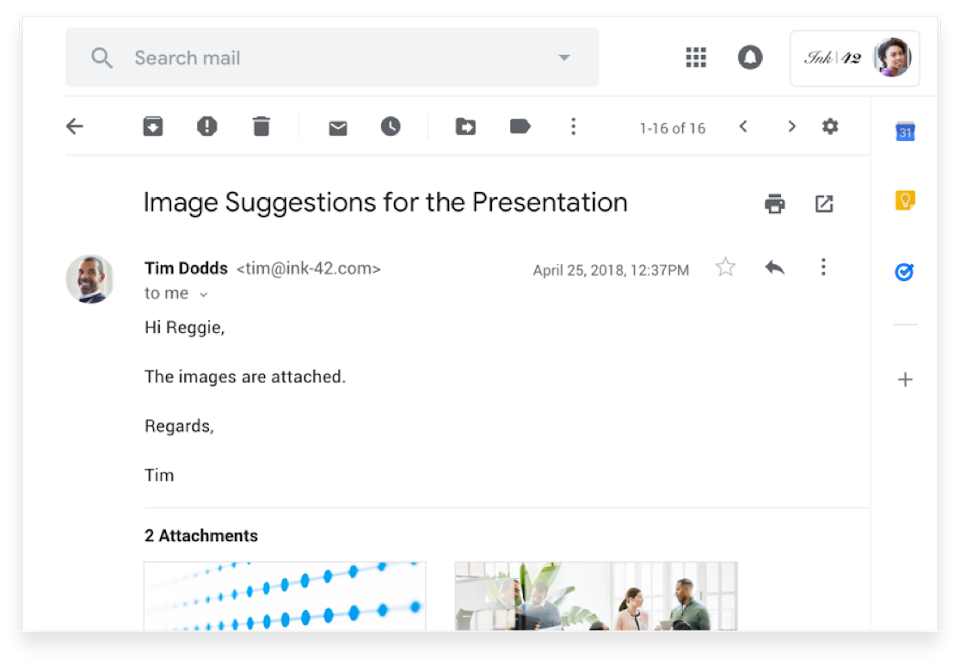 Search mail
Ink 42
1-16 of 16
31
Image Suggestions for the Presentation
Tim Dodds <tim@ink-42.com>
April 25, 2018, 12:37PM
to me
Hi Reggie,
The images are attached.
Regards,
Tim
2 Attachments